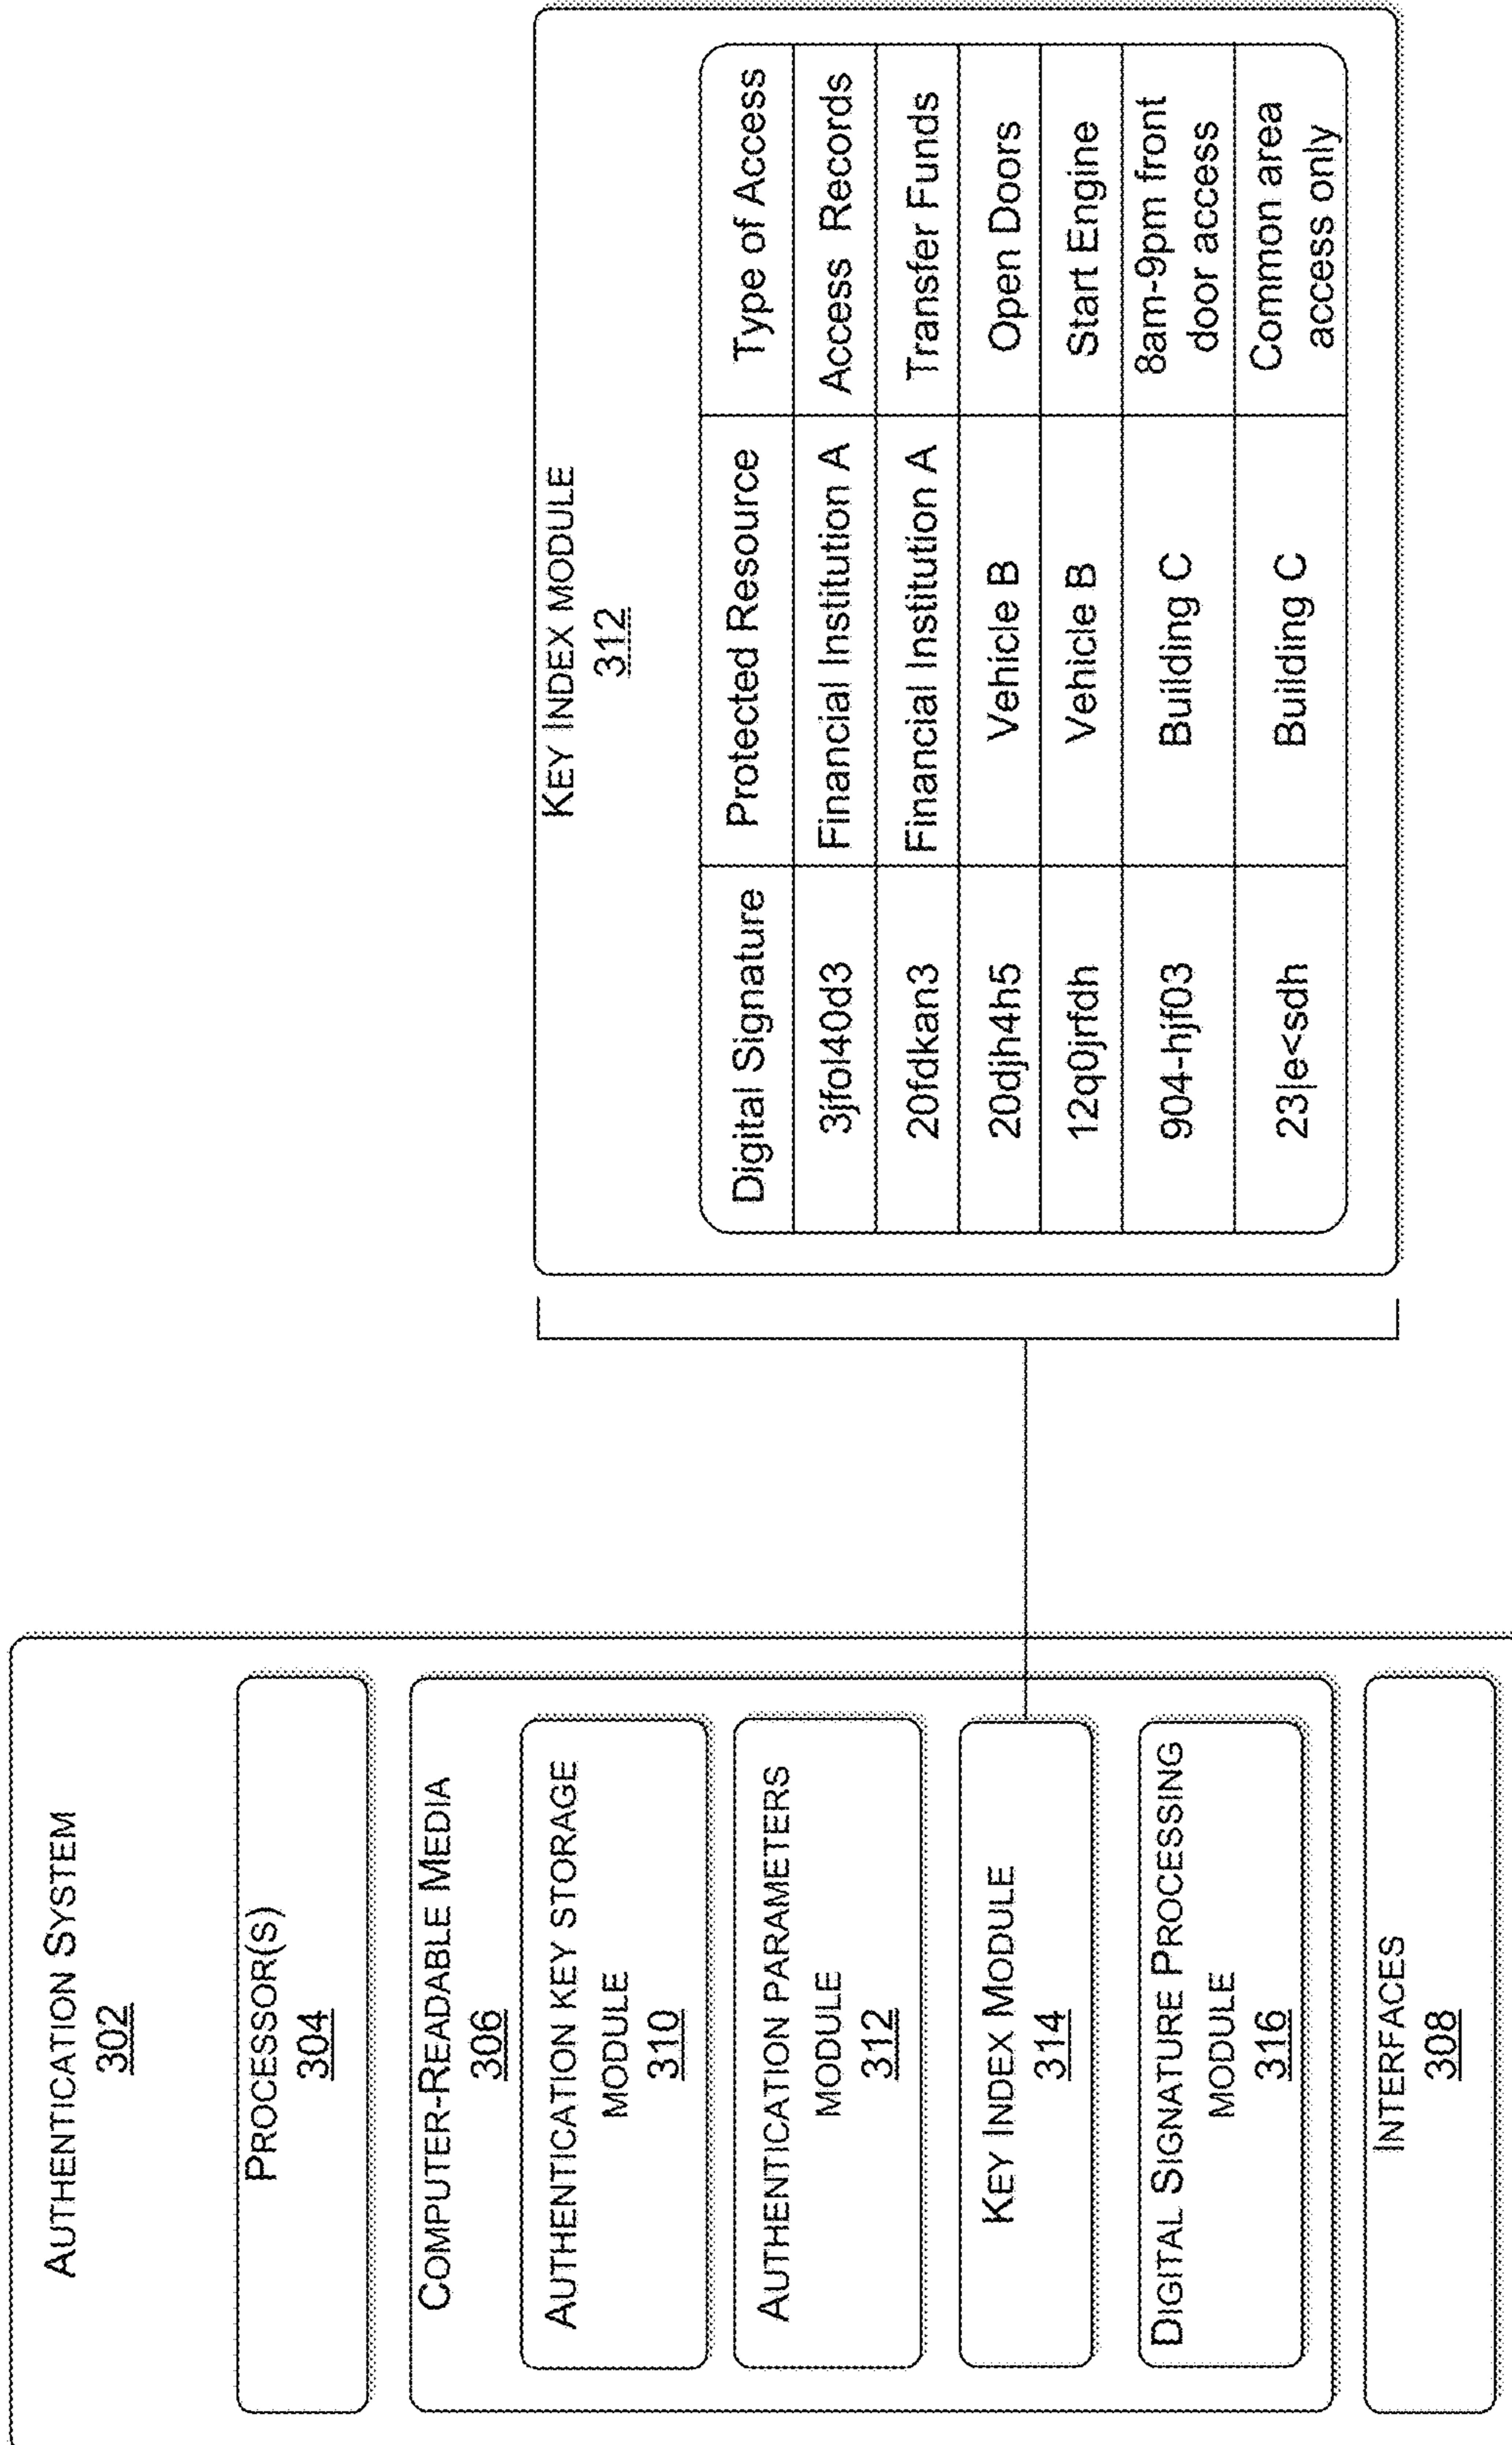 AUTHENTICATION SYSTEM
302
PROCESSOR(S)
304
COMPUTER-READABLE MEDIA
306
AUTHENTICATION KEY STORAGE
MODULE
310
AUTHENTICATION PARAMETERS
MODULE
312
KEY INDEX MODULE
314
DIGITAL SIGNATURE PROCESSING
MODULE
316
INTERFACES
308
KEY INDEX MODULE
312
Digital Signature Protected Resource Type of Access
3jfol40d3 Financial Institution A Access Records
20fdkan3 Financial Institution A Transfer Funds
20djh4h5 Vehicle B Open Doors
12q0jrfdh Vehicle B Start Engine
904-hjf03 Building C 8am-9pm front
door access
23|e<sdh Building C Common area
access only